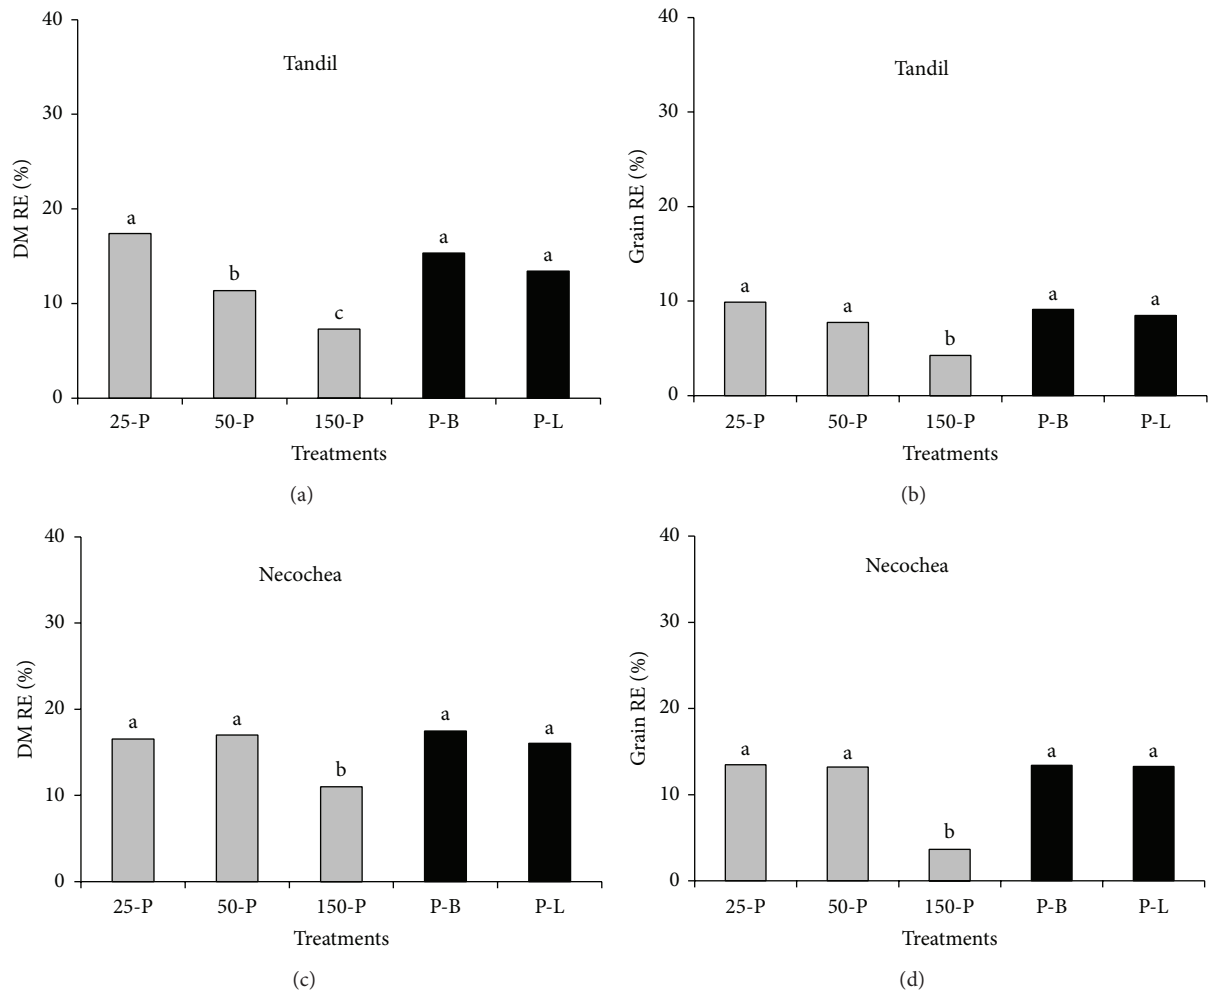 40
30
20
10
0
DM RE (%)
Tandil
a
b
c
a
a
25-P 50-P 150-P P-B P-L
Treatments
(a)
40
30
20
10
0
Grain RE (%)
Tandil
a
a
b
a
a
25-P 50-P 150-P P-B P-L
Treatments
(b)
40
30
20
10
0
DM RE (%)
Necochea
a
a
b
a
a
25-P 50-P 150-P P-B P-L
Treatments
(c)
40
30
20
10
0
Grain RE (%)
Necochea
a
a
b
a
a
25-P 50-P 150-P P-B P-L
Treatments
(d)